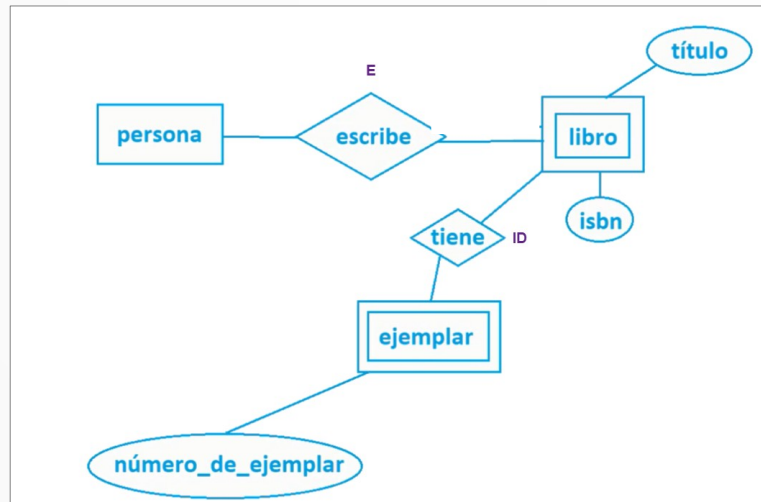 título
E
persona
escribe
libro
isbn
tiene
ID
ejemplar
número_de_ejemplar